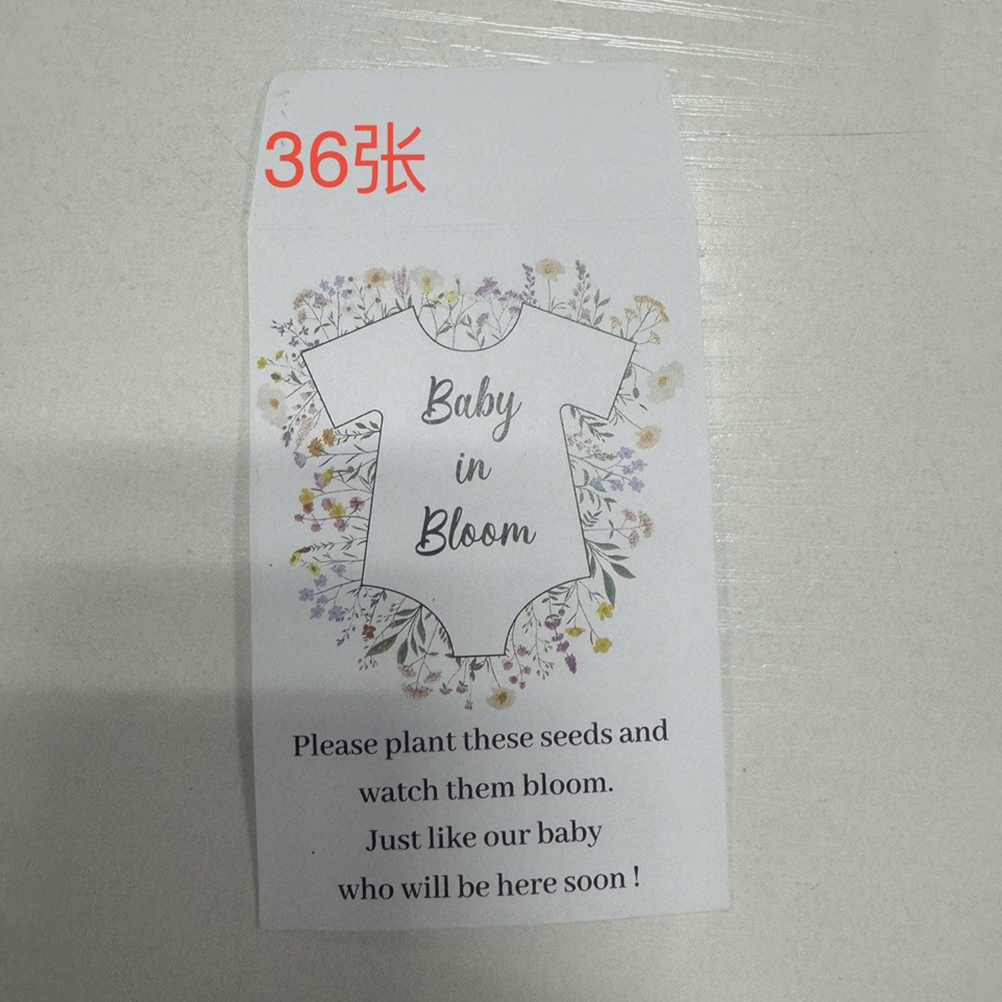 36张
Baby
in
Bloom
Please plant these seeds and
watch them bloom.
Just like our baby
who will be here soon !